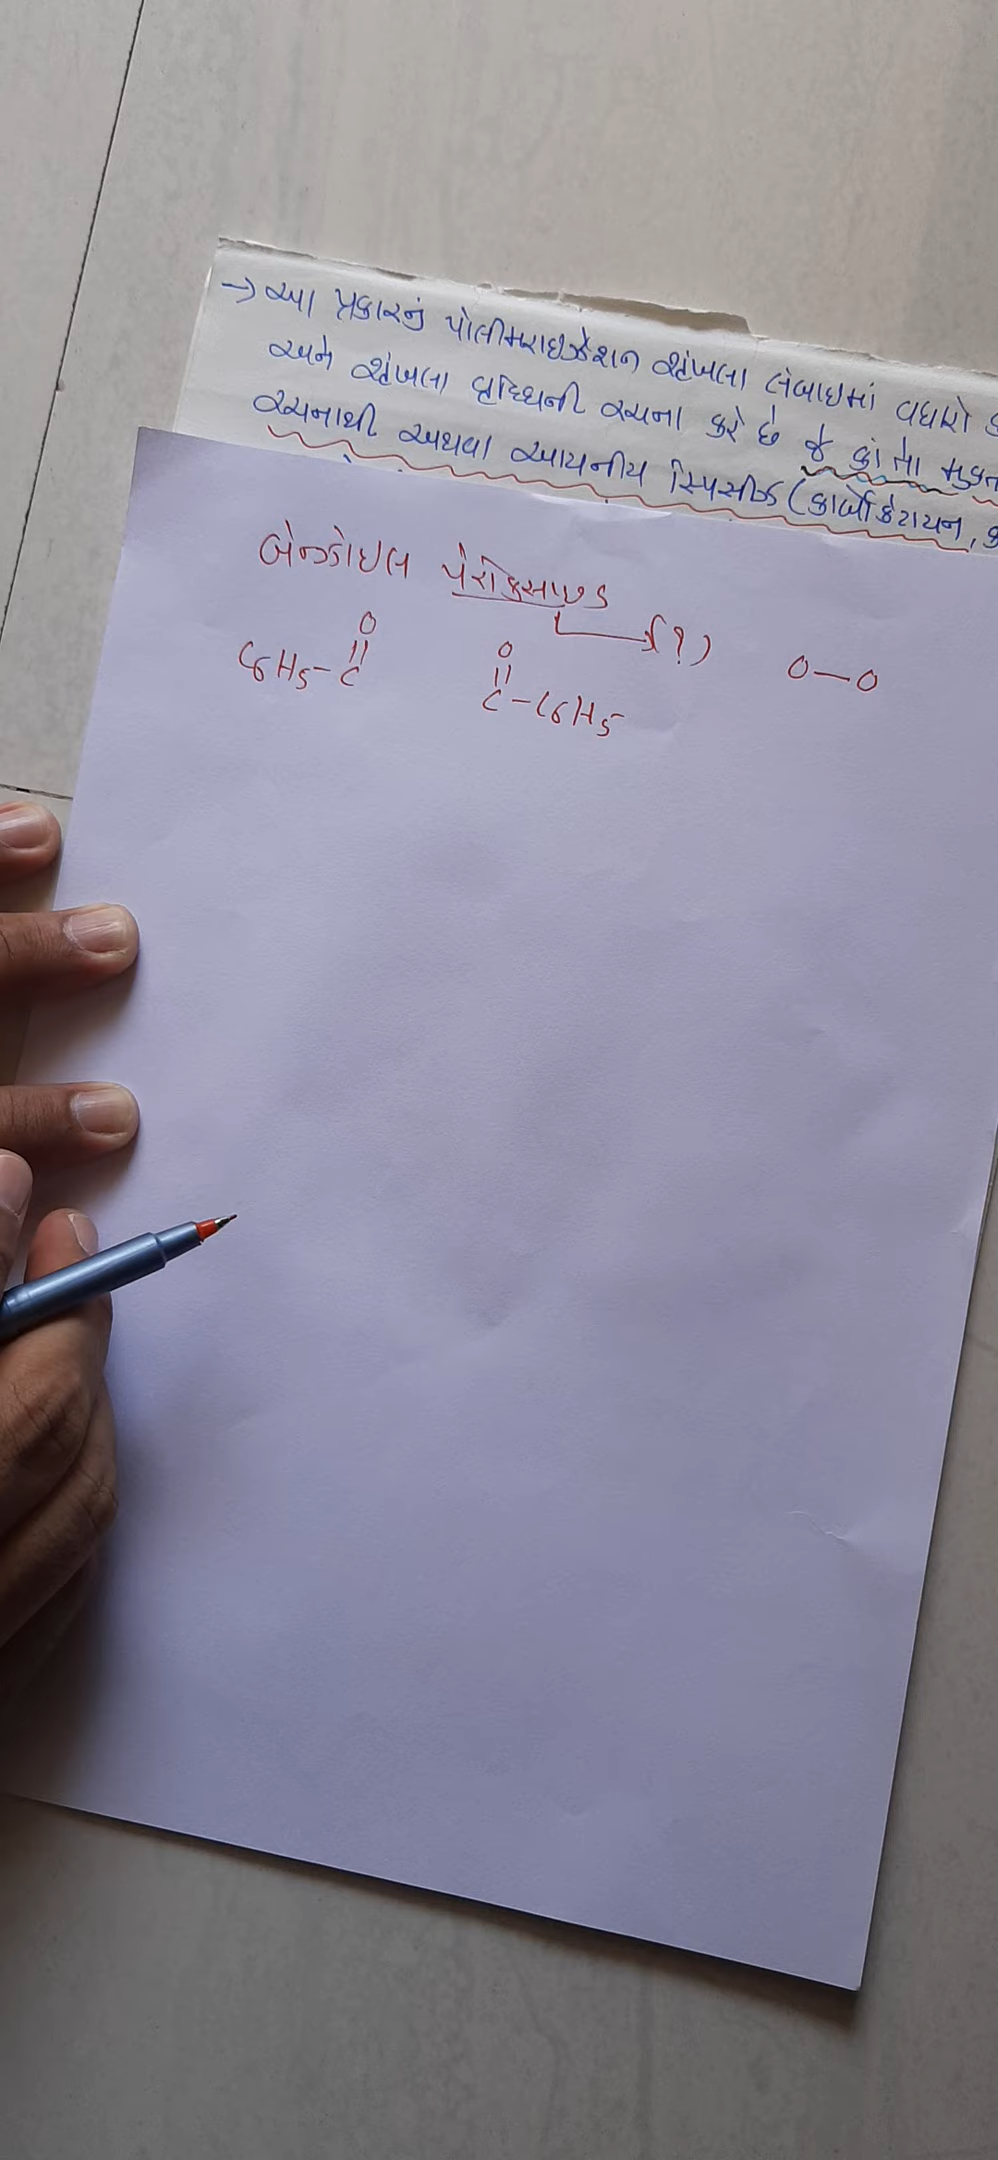 → આ પ્રકારનું પોલીમરાઇઝેશન શ્રૃંખલા લંબાઇમાં વધારો
અને શ્રૃંખલા વૃધ્ધિની રચના કરે છે જે કાં તો મુક્ત
રચનાથી અથવા આયનીય સ્પિસીઝ (કાર્બોકેટાયન,
બેન્ઝોઇલ પેરોક્સાઇડ
(?)
O O O—O
|| ||
C6H5–C C–C6H5